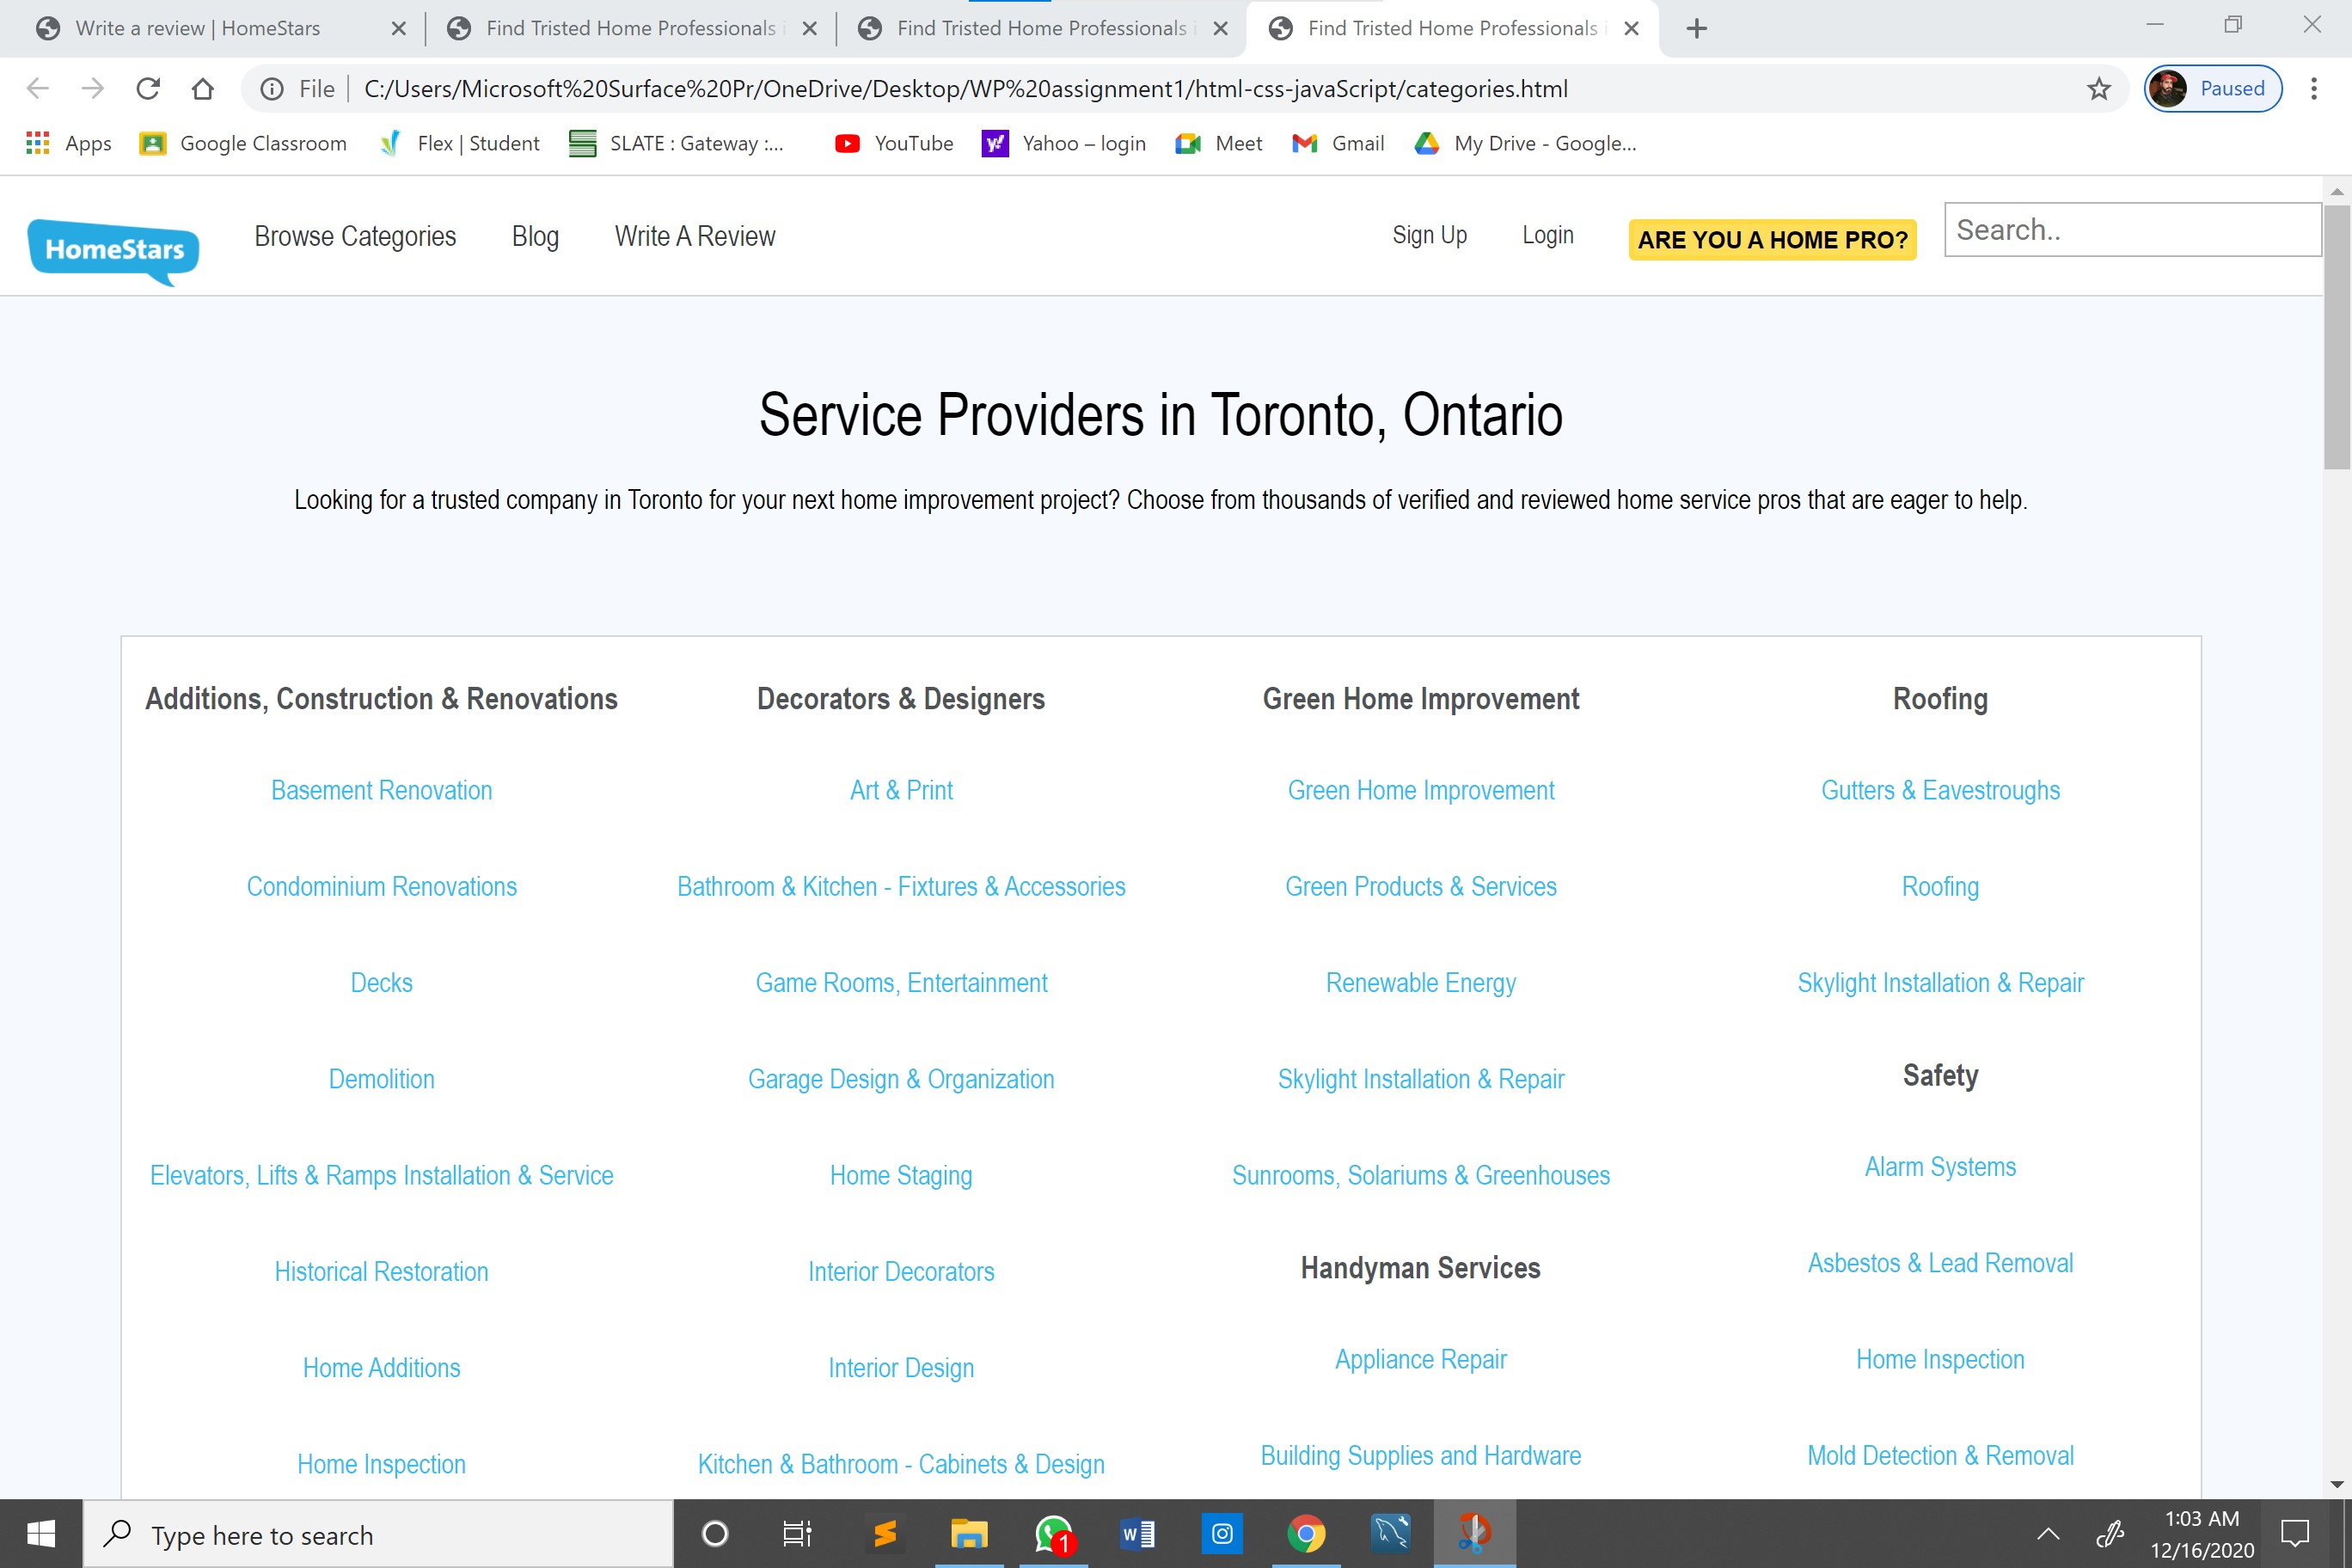 Write a review | HomeStars
Find Tristed Home Professionals i
Find Tristed Home Professionals i
Find Tristed Home Professionals i
File
C:/Users/Microsoft%20Surface%20Pr/OneDrive/Desktop/WP%20assignment1/html-css-javaScript/categories.html
Paused
Apps
Google Classroom
Flex | Student
SLATE : Gateway :...
YouTube
Yahoo – login
Meet
Gmail
My Drive - Google...
HomeStars
Browse Categories
Blog
Write A Review
Sign Up
Login
ARE YOU A HOME PRO?
Search..
Service Providers in Toronto, Ontario
Looking for a trusted company in Toronto for your next home improvement project? Choose from thousands of verified and reviewed home service pros that are eager to help.
Additions, Construction & Renovations
Basement Renovation
Condominium Renovations
Decks
Demolition
Elevators, Lifts & Ramps Installation & Service
Historical Restoration
Home Additions
Home Inspection
Decorators & Designers
Art & Print
Bathroom & Kitchen - Fixtures & Accessories
Game Rooms, Entertainment
Garage Design & Organization
Home Staging
Interior Decorators
Interior Design
Kitchen & Bathroom - Cabinets & Design
Green Home Improvement
Green Home Improvement
Green Products & Services
Renewable Energy
Skylight Installation & Repair
Sunrooms, Solariums & Greenhouses
Handyman Services
Appliance Repair
Building Supplies and Hardware
Roofing
Gutters & Eavestroughs
Roofing
Skylight Installation & Repair
Safety
Alarm Systems
Asbestos & Lead Removal
Home Inspection
Mold Detection & Removal
Type here to search
1
W
1:03 AM
12/16/2020